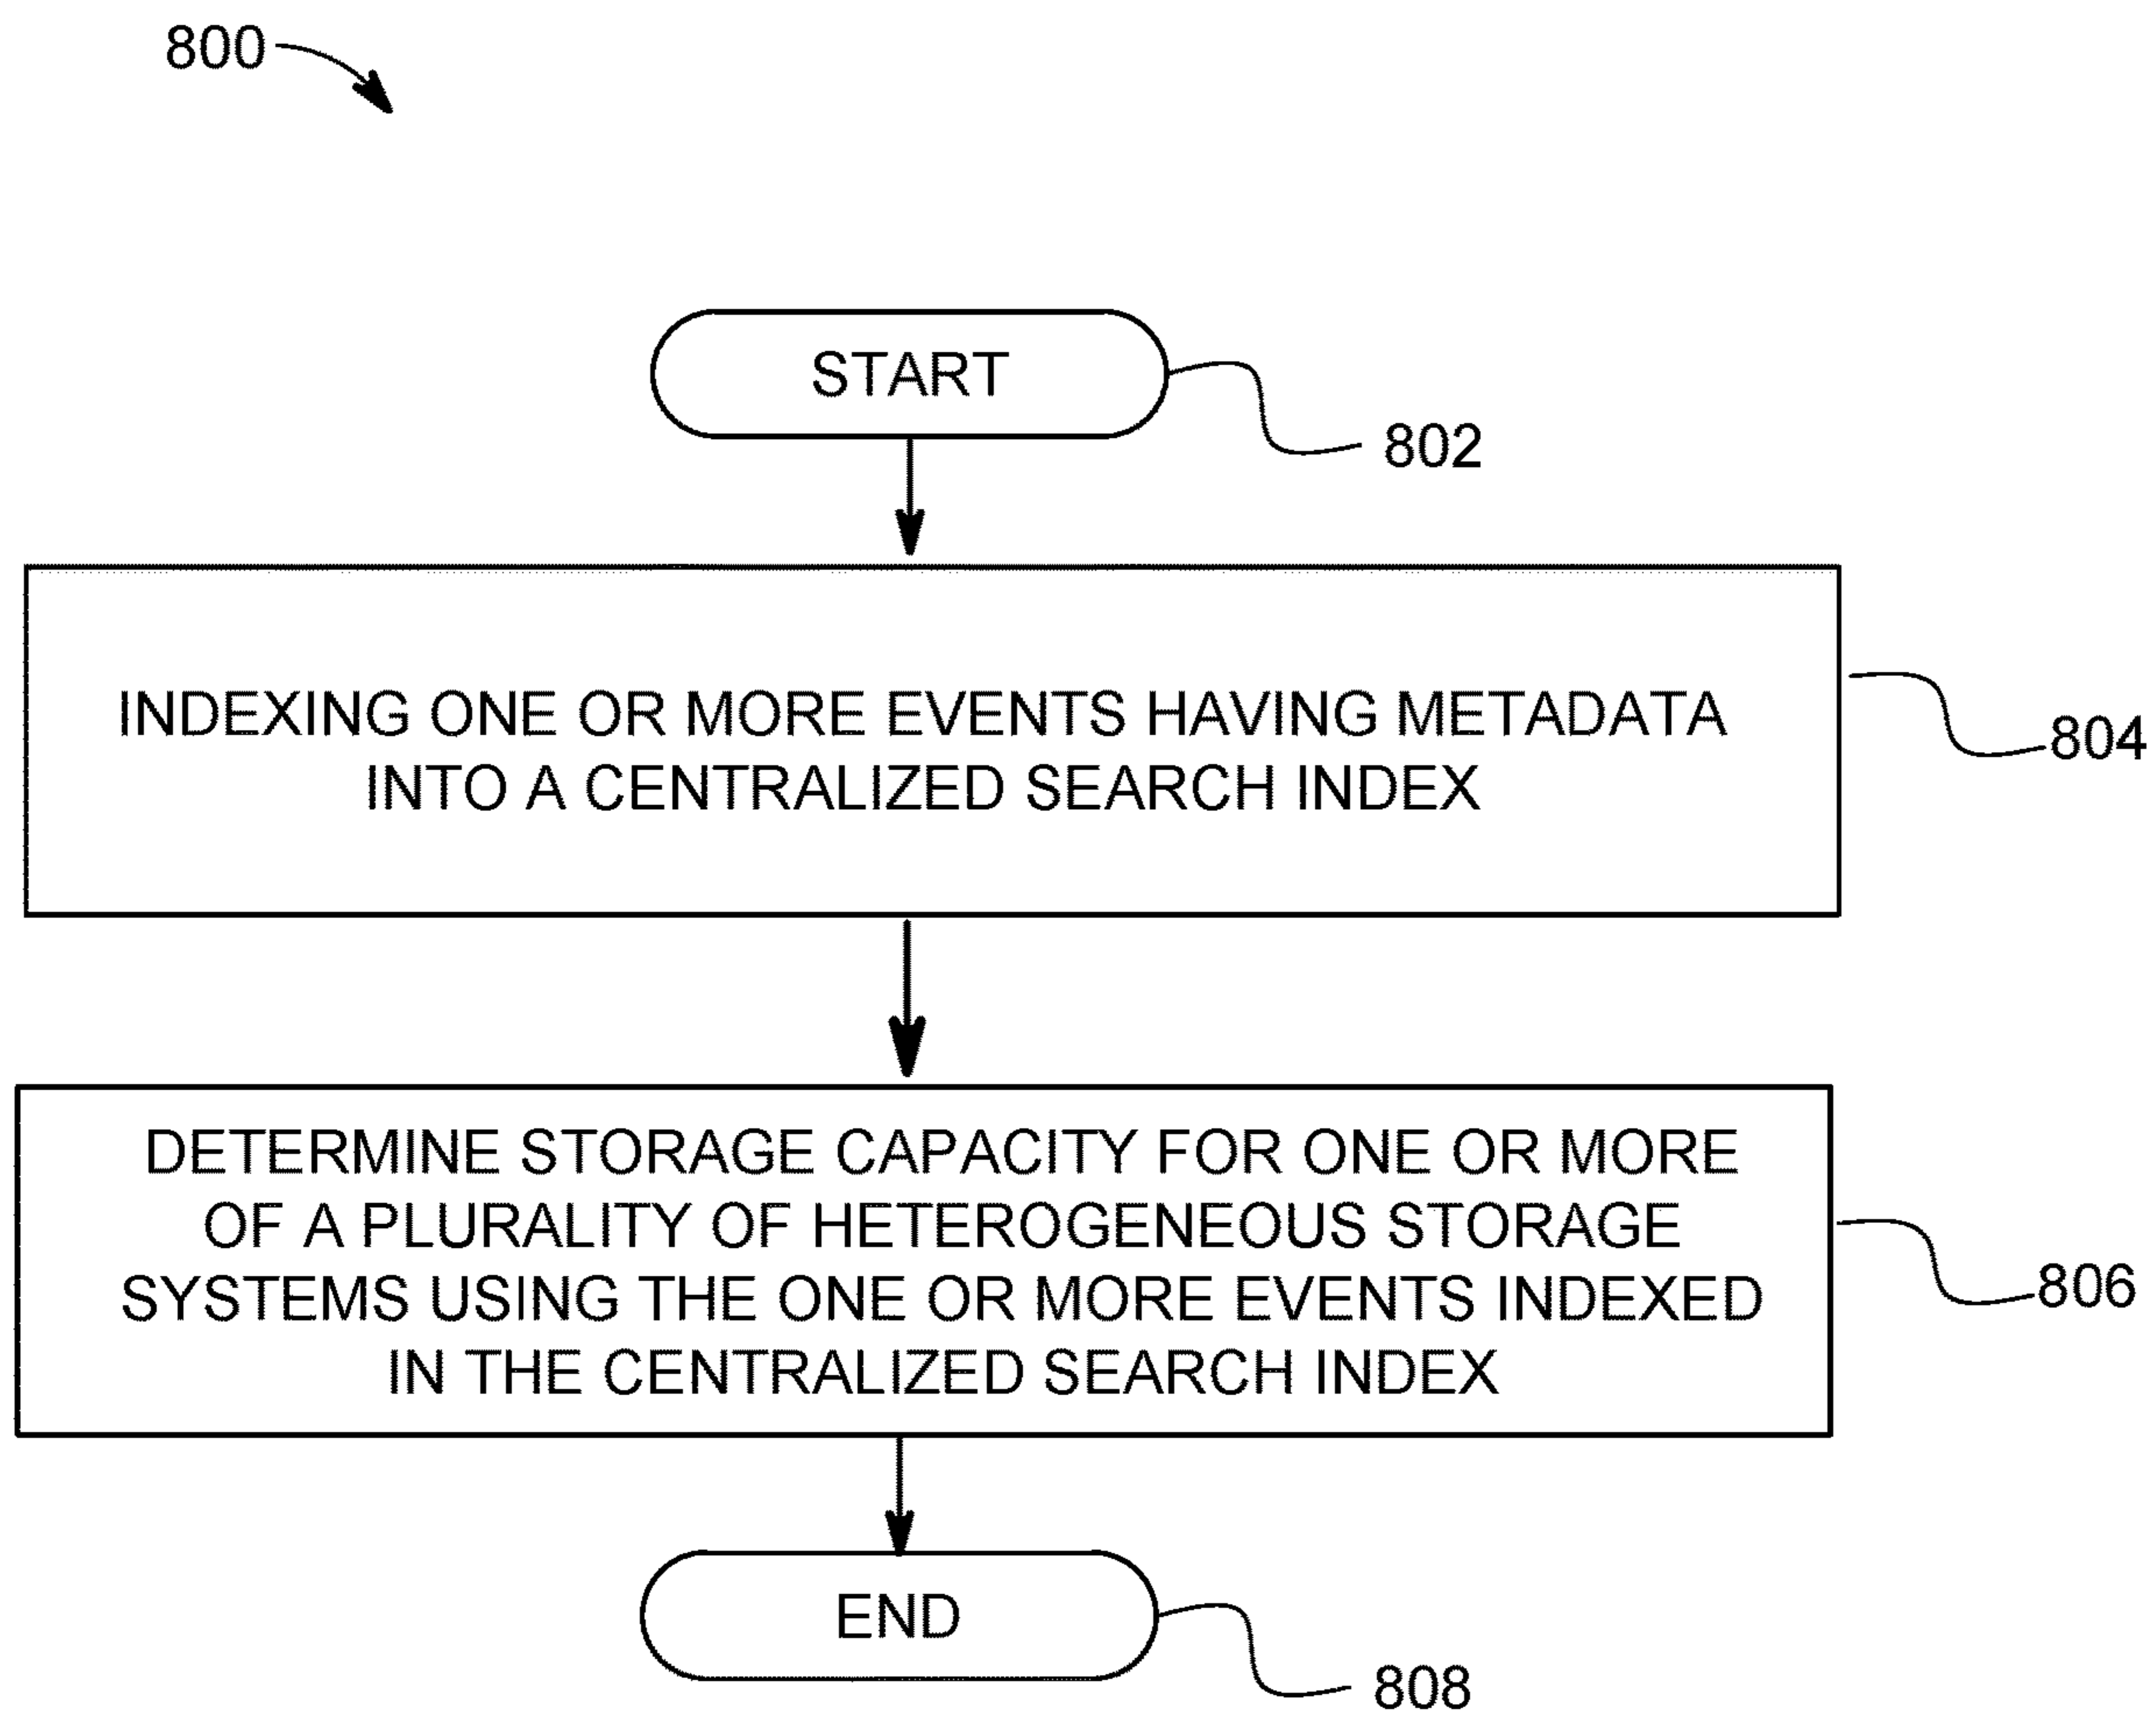 800
START
802
INDEXING ONE OR MORE EVENTS HAVING METADATA
INTO A CENTRALIZED SEARCH INDEX
804
DETERMINE STORAGE CAPACITY FOR ONE OR MORE
OF A PLURALITY OF HETEROGENEOUS STORAGE
SYSTEMS USING THE ONE OR MORE EVENTS INDEXED
IN THE CENTRALIZED SEARCH INDEX
806
END
808